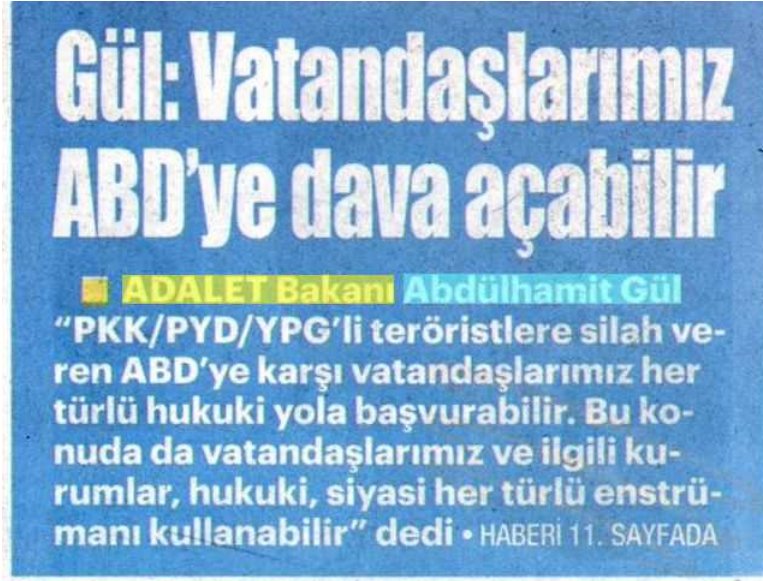 Gül: Vatandaşlarımız
ABD'ye dava açabilir
ADALET Bakanı Abdülhamit Gül
"PKK/PYD/YPG'li teröristlere silah ve-
ren ABD'ye karşı vatandaşlarımız her
türlü hukuki yola başvurabilir. Bu ko-
nuda da vatandaşlarımız ve ilgili ku-
rumlar, hukuki, siyasi her türlü enstrü-
manı kullanabilir" dedi • HABERİ 11. SAYFADA